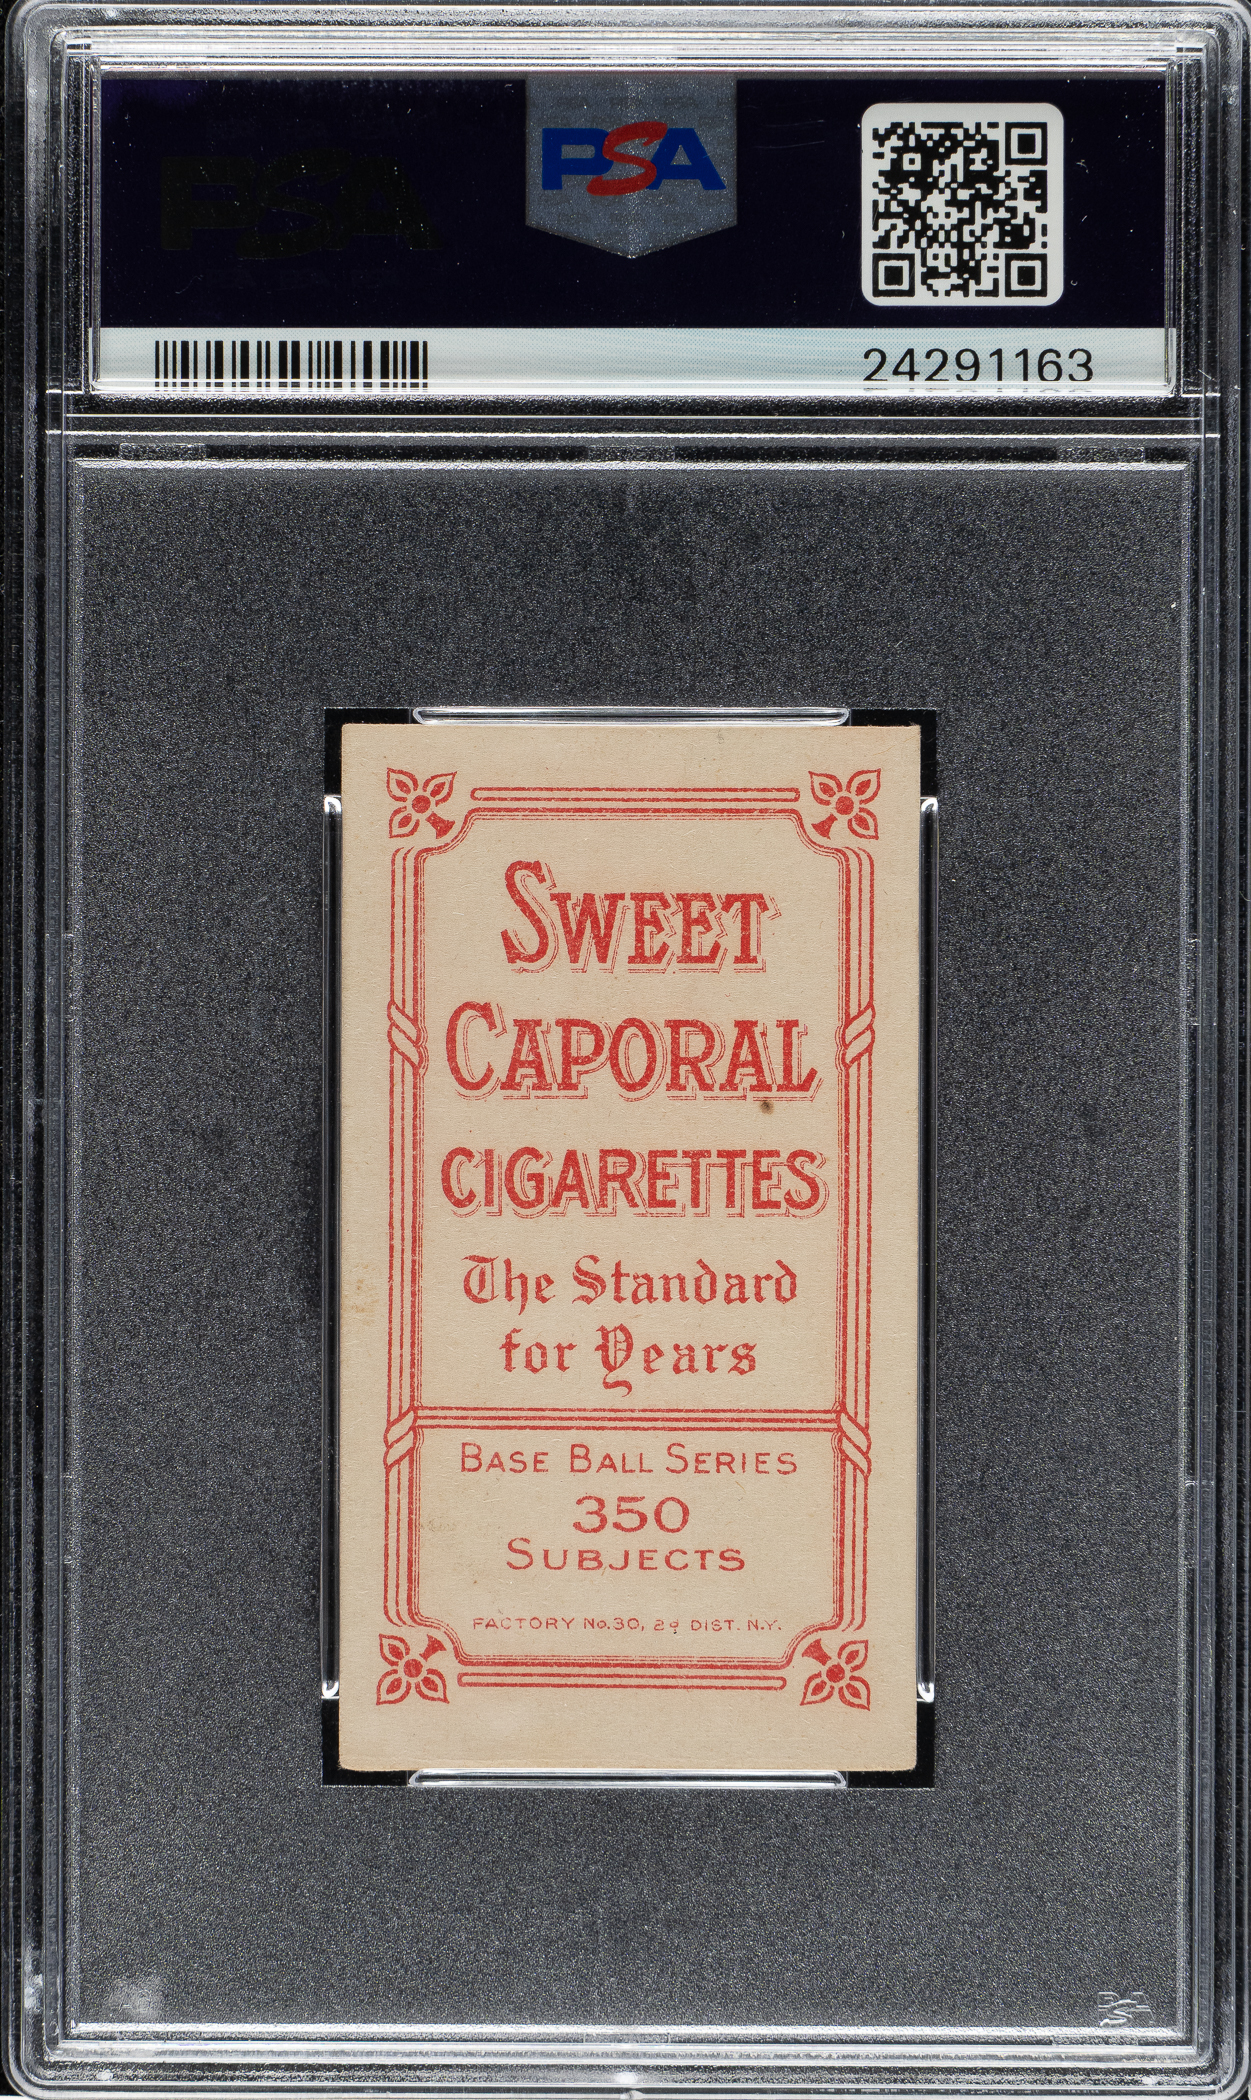 PSA
24291163
SWEET
CAPORAL
CIGARETTES
The Standard
for Years
BASE BALL SERIES
350
SUBJECTS
FACTORY No. 30, 2d DIST. N.Y.